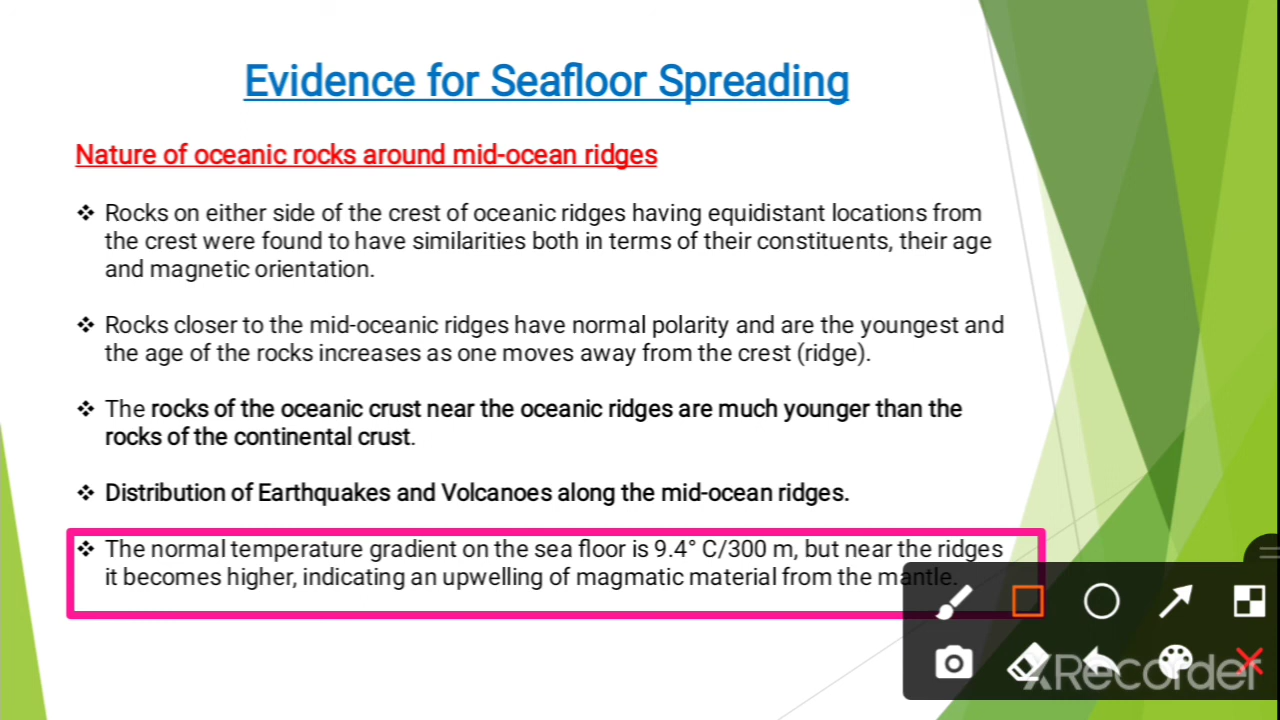 Evidence for Seafloor Spreading
Nature of oceanic rocks around mid-ocean ridges
❖ Rocks on either side of the crest of oceanic ridges having equidistant locations from
the crest were found to have similarities both in terms of their constituents, their age
and magnetic orientation.
❖ Rocks closer to the mid-oceanic ridges have normal polarity and are the youngest and
the age of the rocks increases as one moves away from the crest (ridge).
❖ The rocks of the oceanic crust near the oceanic ridges are much younger than the
rocks of the continental crust.
❖ Distribution of Earthquakes and Volcanoes along the mid-ocean ridges.
❖ The normal temperature gradient on the sea floor is 9.4° C/300 m, but near the ridges
it becomes higher, indicating an upwelling of magmatic material from the mantle.
XRecorder